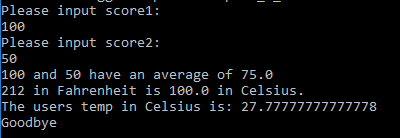 Please input score1:
100
Please input score2:
50
100 and 50 have an average of 75.0
212 in Fahrenheit is 100.0 in Celsius.
The users temp in Celsius is: 27.77777777777778
Goodbye